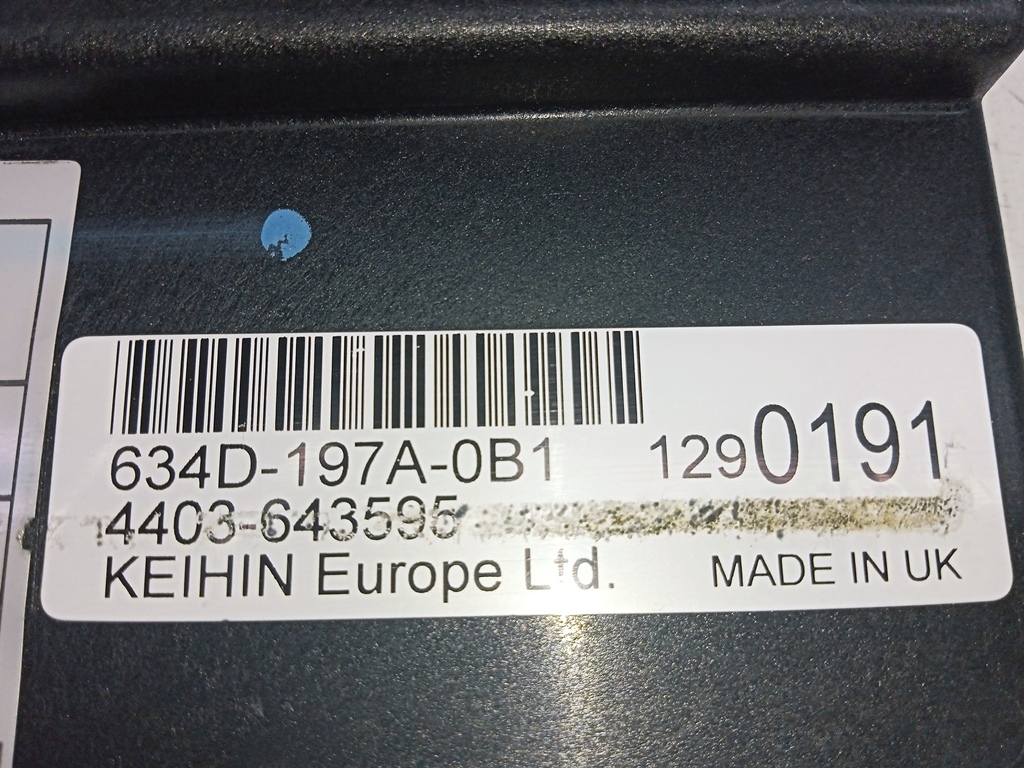 634D-197A-0B1 1290191
4403-643595
KEIHIN Europe Ltd. MADE IN UK